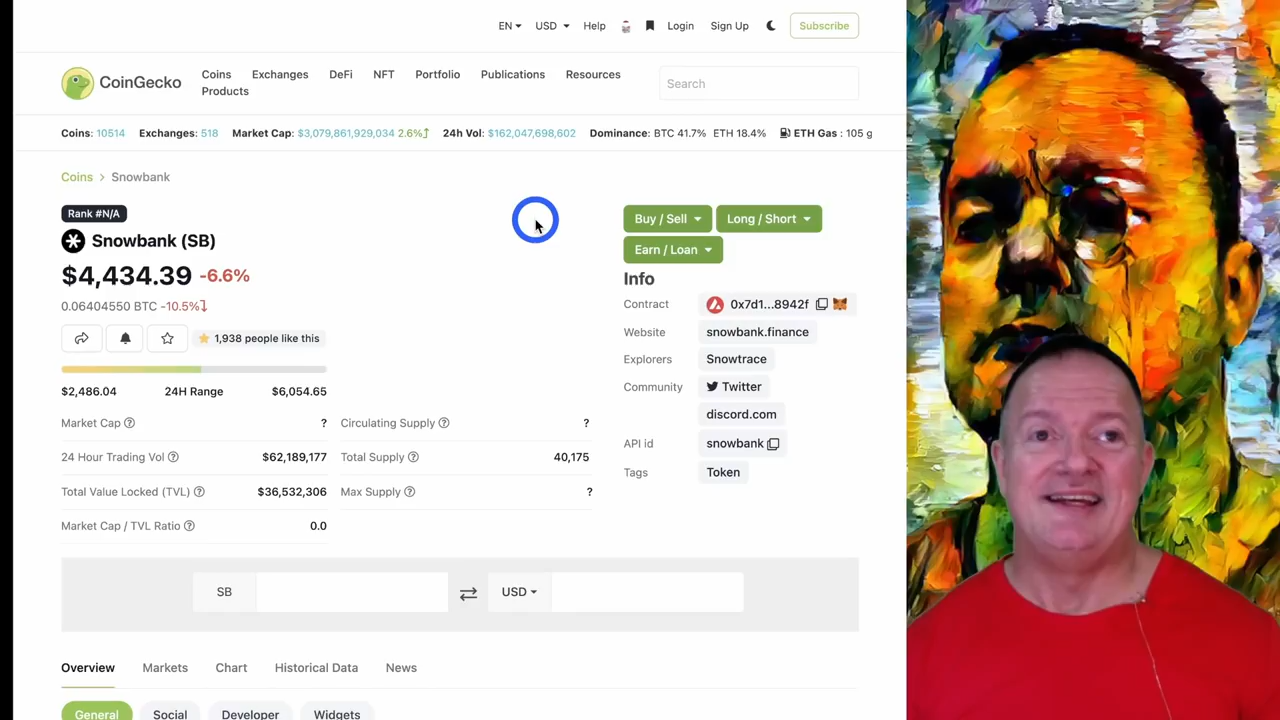 EN USD Help Login Sign Up Subscribe
CoinGecko Coins Exchanges DeFi NFT Portfolio Publications Resources Search
Products
Coins: 10514 Exchanges: 518 Market Cap: $3,079,861,929,034 2.6% 24h Vol: $162,047,698,602 Dominance: BTC 41.7% ETH 18.4% ETH Gas : 105 g
Coins > Snowbank
Rank #N/A
Snowbank (SB)
$4,434.39 -6.6%
0.06404550 BTC -10.5%
1,938 people like this
$2,486.04 24H Range $6,054.65
Market Cap ? ?
Circulating Supply ? ?
24 Hour Trading Vol ? $62,189,177
Total Supply ? 40,175
Total Value Locked (TVL) ? $36,532,306
Max Supply ? ?
Market Cap / TVL Ratio ? 0.0
Buy / Sell Long / Short
Earn / Loan
Info
Contract 0x7d1...8942f
Website snowbank.finance
Explorers Snowtrace
Community Twitter
discord.com
API id snowbank
Tags Token
SB USD
Overview Markets Chart Historical Data News
General Social Developer Widgets